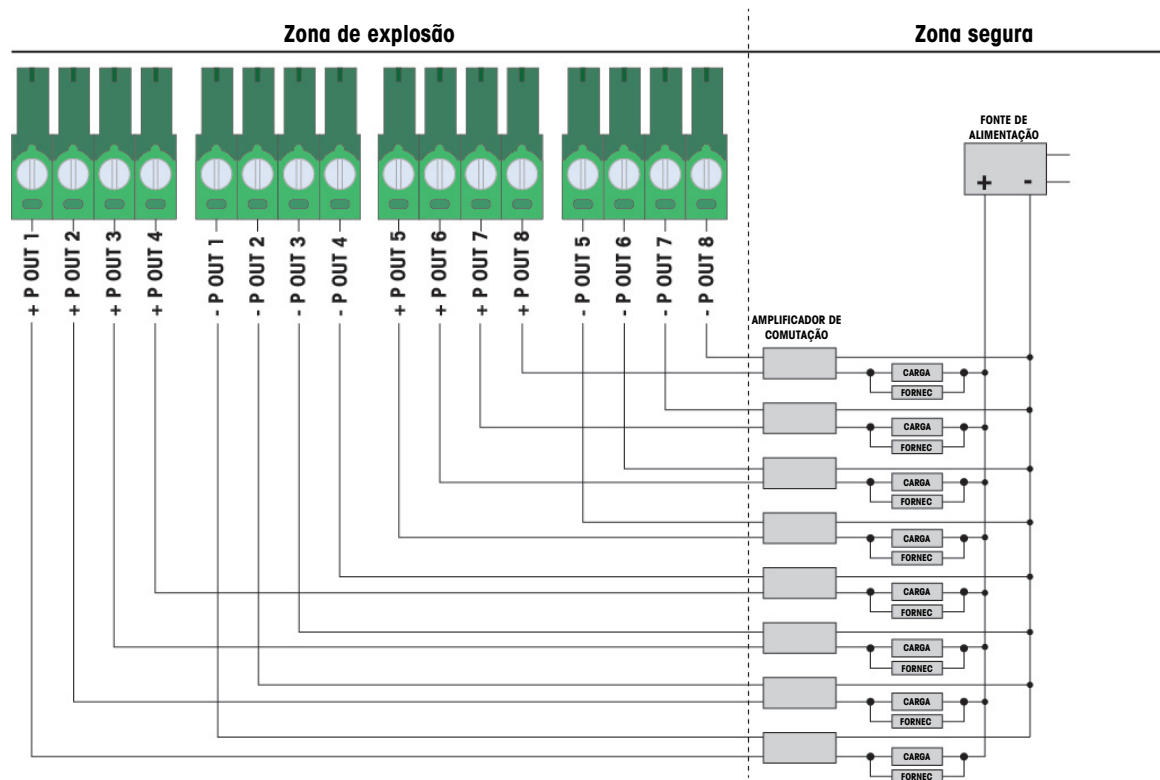 Zona de explosão
Zona segura
FONTE DE
ALIMENTAÇÃO
+ -
+ P OUT 1
+ P OUT 2
+ P OUT 3
+ P OUT 4
- P OUT 1
- P OUT 2
- P OUT 3
- P OUT 4
+ P OUT 5
+ P OUT 6
+ P OUT 7
+ P OUT 8
- P OUT 5
- P OUT 6
- P OUT 7
- P OUT 8
AMPLIFICADOR DE
COMUTAÇÃO
CARGA
FORNEC
CARGA
FORNEC
CARGA
FORNEC
CARGA
FORNEC
CARGA
FORNEC
CARGA
FORNEC
CARGA
FORNEC
CARGA
FORNEC